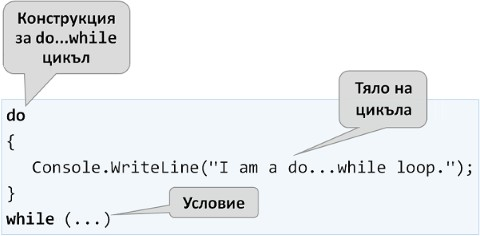 Конструкция
за do...while
цикъл
Тяло на
цикъла
do
{
Console.WriteLine("I am a do...while loop.");
}
Условие
while (...)